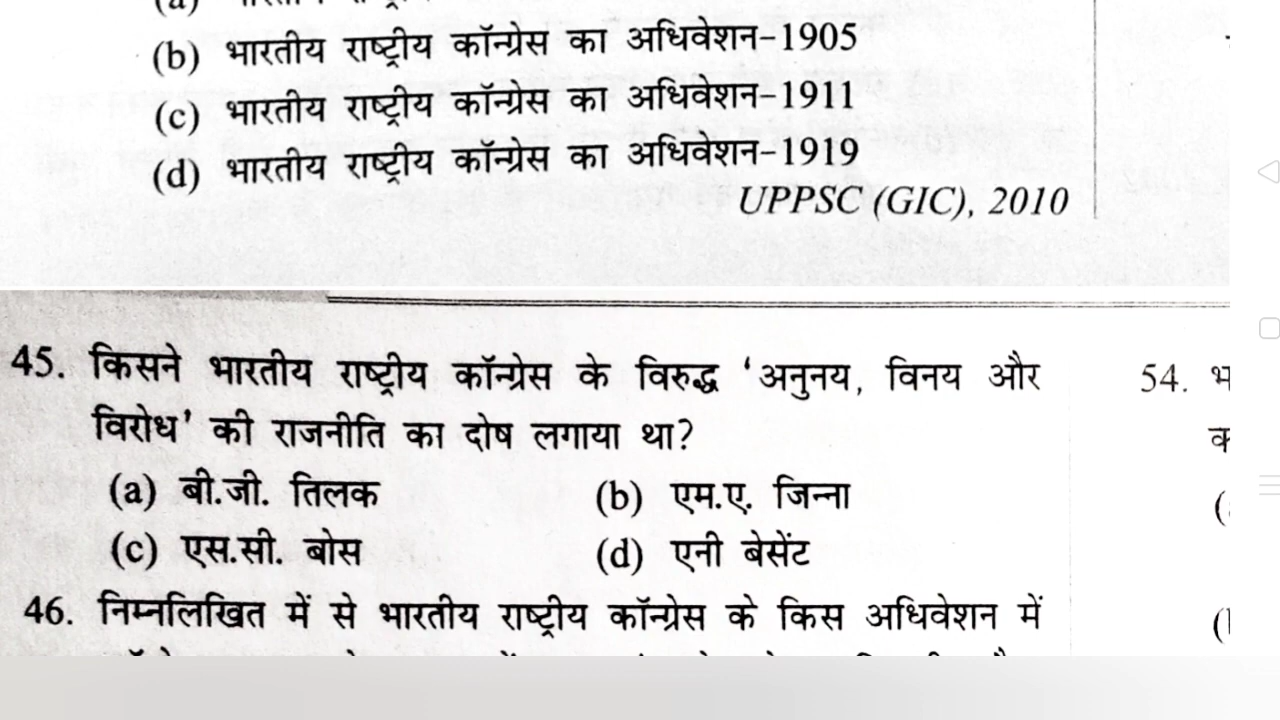 (b) भारतीय राष्ट्रीय कॉन्ग्रेस का अधिवेशन-1905
(c) भारतीय राष्ट्रीय कॉन्ग्रेस का अधिवेशन-1911
(d) भारतीय राष्ट्रीय कॉन्ग्रेस का अधिवेशन-1919
UPPSC (GIC), 2010
45. किसने भारतीय राष्ट्रीय कॉन्ग्रेस के विरुद्ध ‘अनुनय, विनय और
विरोध’ की राजनीति का दोष लगाया था?
(a) बी.जी. तिलक (b) एम.ए. जिन्ना
(c) एस.सी. बोस (d) एनी बेसेंट
46. निम्नलिखित में से भारतीय राष्ट्रीय कॉन्ग्रेस के किस अधिवेशन में
54.